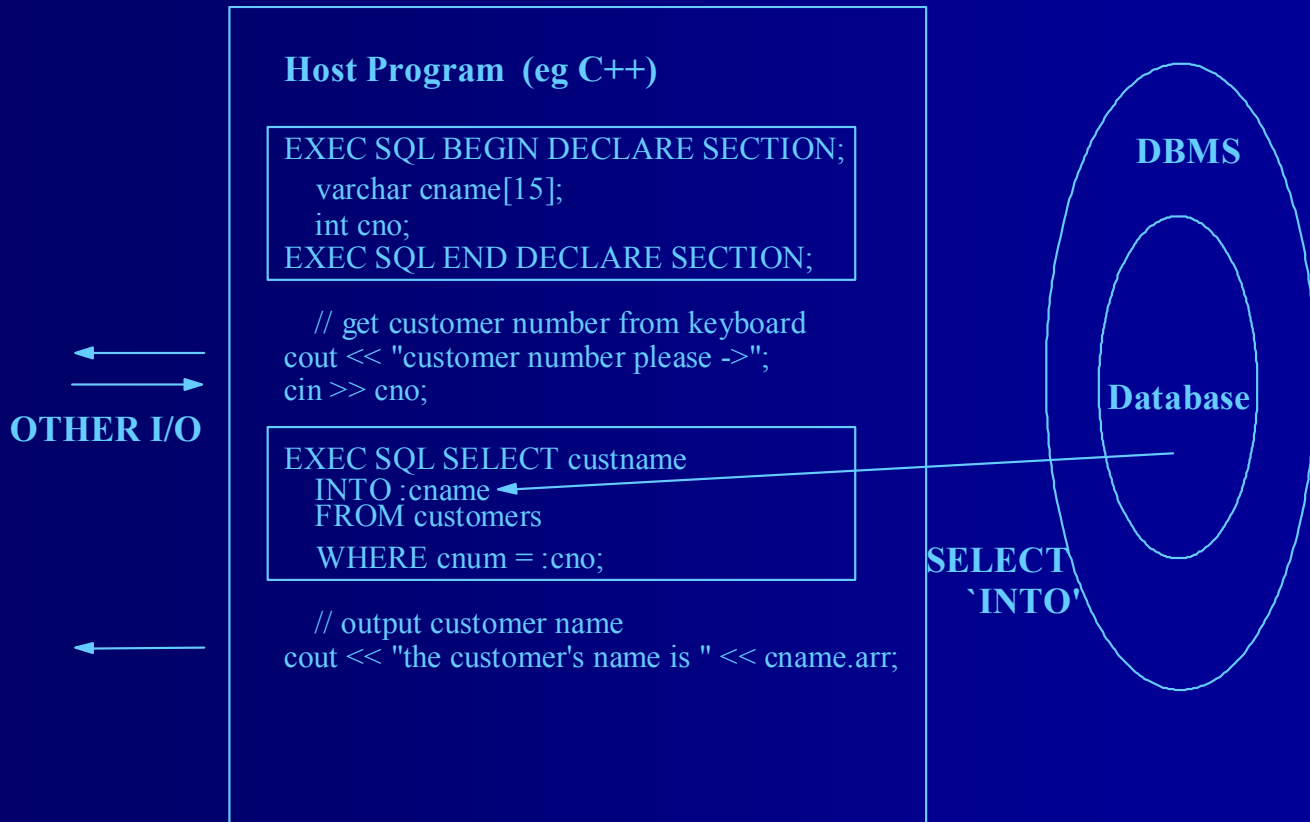 Host Program (eg C++)
EXEC SQL BEGIN DECLARE SECTION;
varchar cname[15];
int cno;
EXEC SQL END DECLARE SECTION;
// get customer number from keyboard
cout << "customer number please ->";
cin >> cno;
EXEC SQL SELECT custname
INTO :cname
FROM customers
WHERE cnum = :cno;
// output customer name
cout << "the customer's name is " << cname.arr;
OTHER I/O
DBMS
Database
SELECT
`INTO'